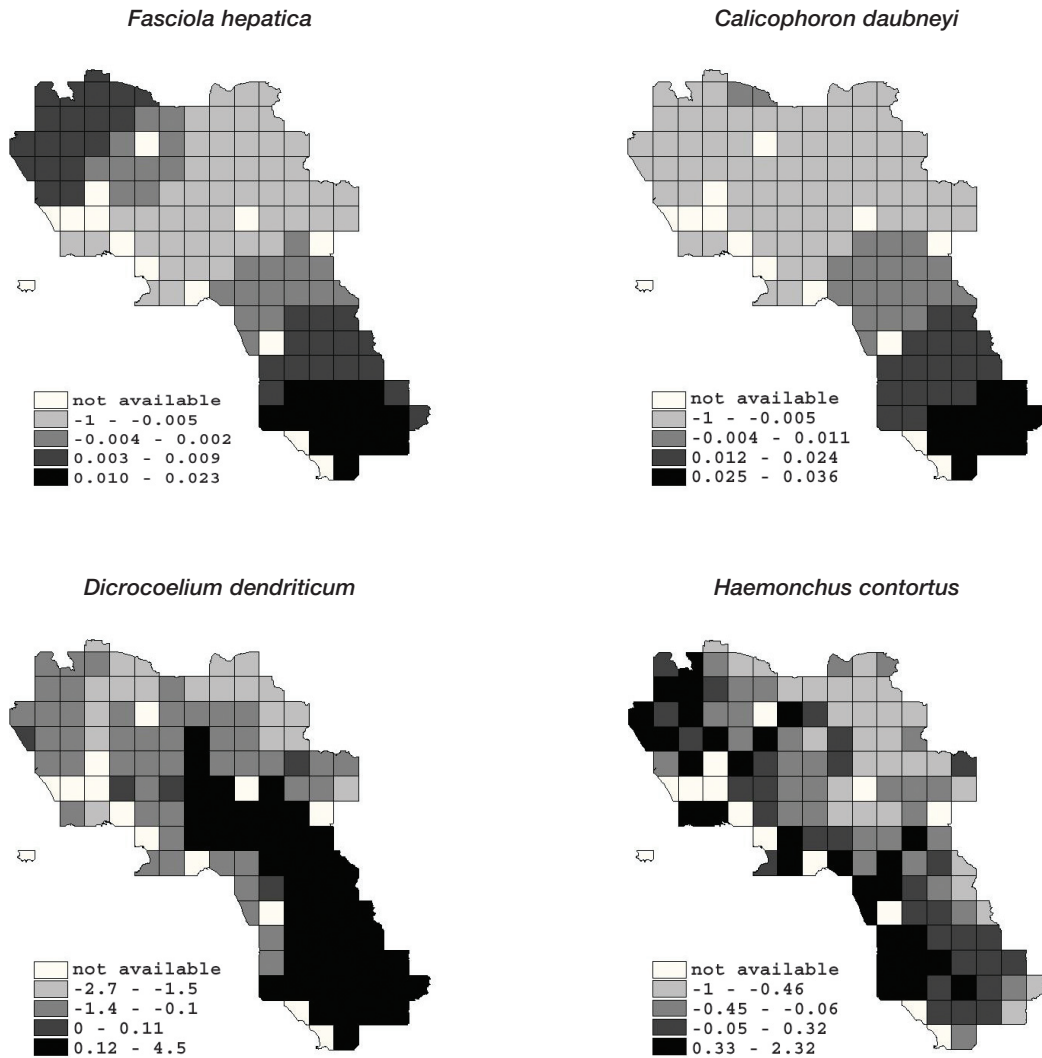 Fasciola hepatica
not available
-1 - -0.005
-0.004 - 0.002
0.003 - 0.009
0.010 - 0.023
Calicophoron daubneyi
not available
-1 - -0.005
-0.004 - 0.011
0.012 - 0.024
0.025 - 0.036
Dicrocoelium dendriticum
not available
-2.7 - -1.5
-1.4 - -0.1
0 - 0.11
0.12 - 4.5
Haemonchus contortus
not available
-1 - -0.46
-0.45 - -0.06
-0.05 - 0.32
0.33 - 2.32